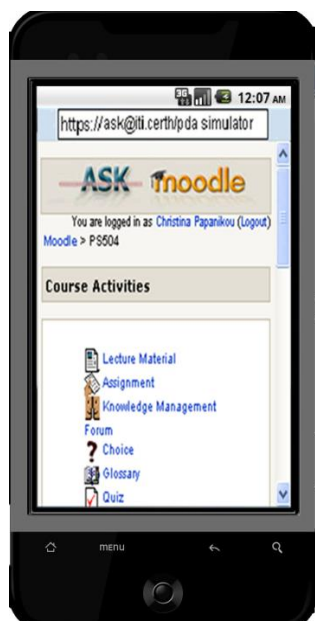 3G 12:07 AM
https://ask@iti.certh/pda simulator
ASK moodle
You are logged in as Christina Papanikou (Logout)
Moodle > PS504
Course Activities
Lecture Material
Assignment
Knowledge Management
Forum
Choice
Glossary
Quiz
MENU